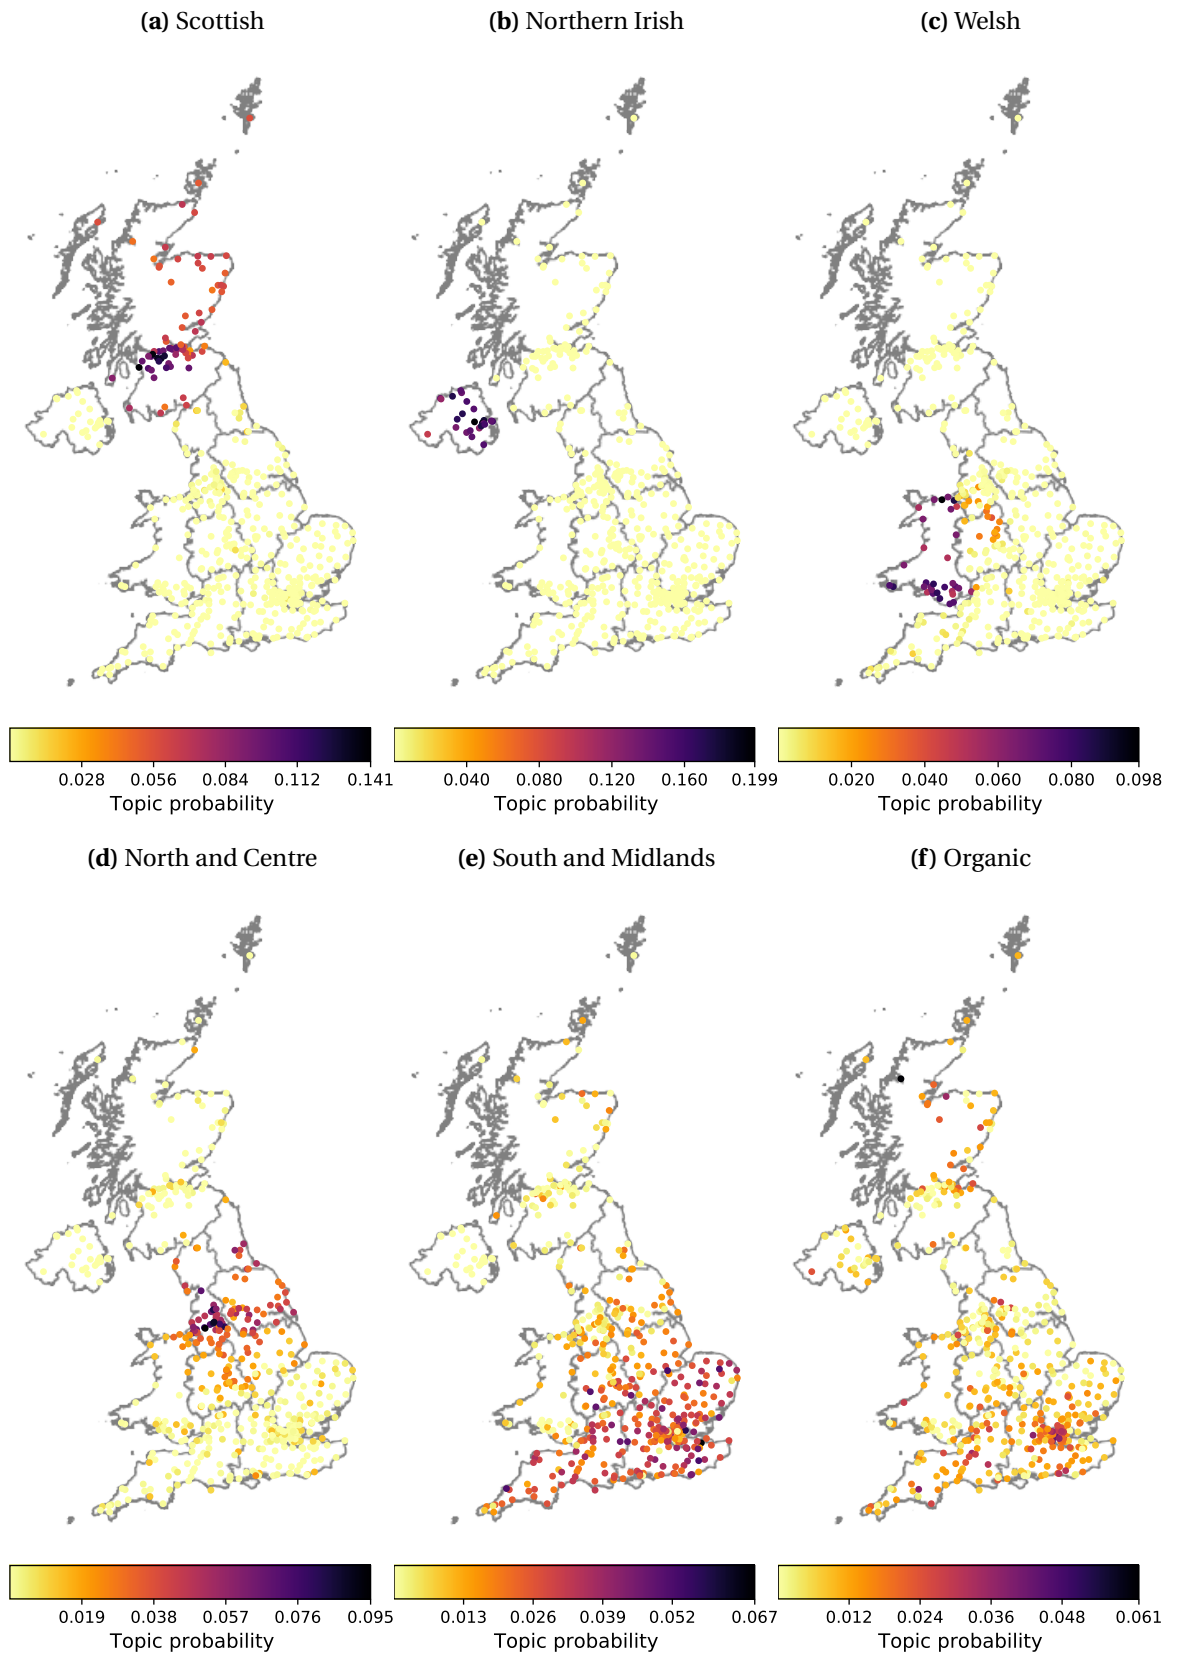 (a) Scottish
(b) Northern Irish
(c) Welsh
0.028 0.056 0.084 0.112 0.141
Topic probability
0.040 0.080 0.120 0.160 0.199
Topic probability
0.020 0.040 0.060 0.080 0.098
Topic probability
(d) North and Centre
(e) South and Midlands
(f) Organic
0.019 0.038 0.057 0.076 0.095
Topic probability
0.013 0.026 0.039 0.052 0.067
Topic probability
0.012 0.024 0.036 0.048 0.061
Topic probability